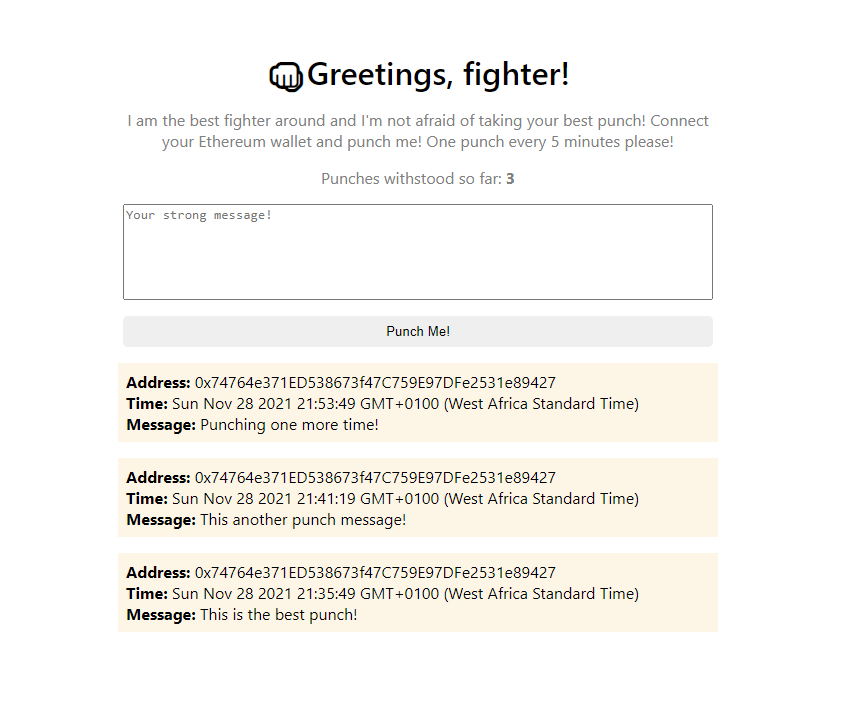 Greetings, fighter!
I am the best fighter around and I'm not afraid of taking your best punch! Connect
your Ethereum wallet and punch me! One punch every 5 minutes please!
Punches withstood so far: 3
Your strong message!
Punch Me!
Address: 0x74764e371ED538673f47C759E97DFe2531e89427
Time: Sun Nov 28 2021 21:53:49 GMT+0100 (West Africa Standard Time)
Message: Punching one more time!
Address: 0x74764e371ED538673f47C759E97DFe2531e89427
Time: Sun Nov 28 2021 21:41:19 GMT+0100 (West Africa Standard Time)
Message: This another punch message!
Address: 0x74764e371ED538673f47C759E97DFe2531e89427
Time: Sun Nov 28 2021 21:35:49 GMT+0100 (West Africa Standard Time)
Message: This is the best punch!